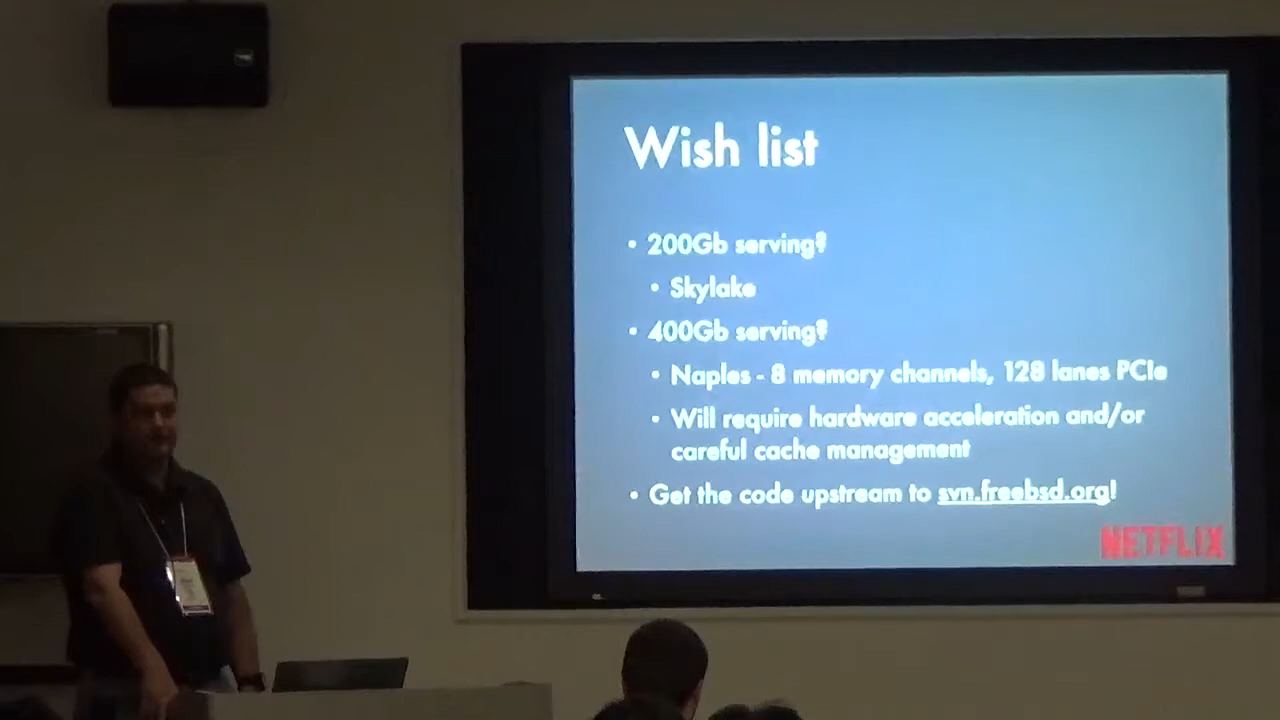 Wish list
• 200Gb serving?
• Skylake
• 400Gb serving?
• Naples - 8 memory channels, 128 lanes PCIe
• Will require hardware acceleration and/or
careful cache management
• Get the code upstream to svn.freebsd.org!
NETFLIX